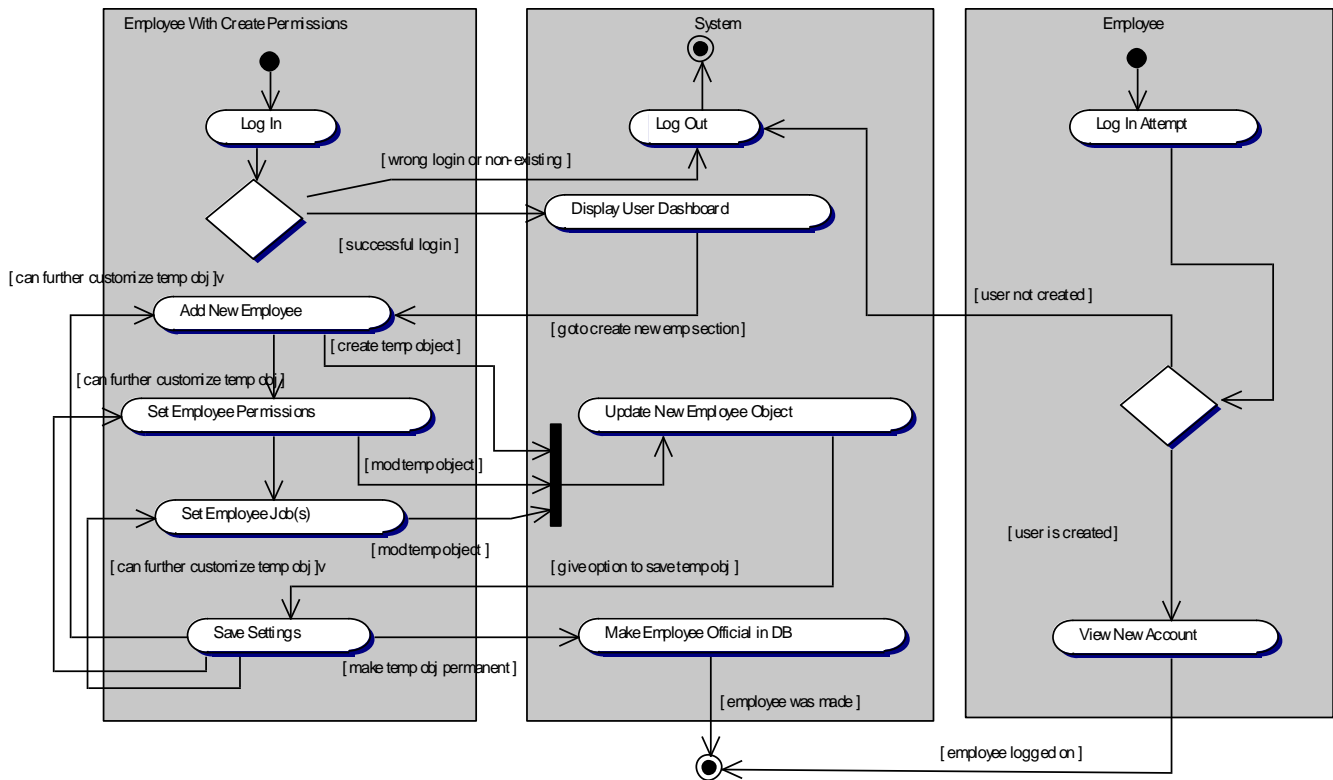 Employee With Create Permissions
System
Employee
Log In
Log Out
Log In Attempt
[ wrong login or non-existing ]
Display User Dashboard
[ successful login ]
[ can further customize temp obj ]v
[ user not created ]
Add New Employee
[ goto create new emp section ]
[ create temp object ]
[ can further customize temp obj ]
Set Employee Permissions
Update New Employee Object
[ mod temp object ]
Set Employee Job(s)
[ user is created ]
[ mod temp object ]
[ can further customize temp obj ]v
[ give option to save temp obj ]
Save Settings
Make Employee Official in DB
View New Account
[ make temp obj permanent ]
[ employee was made ]
[ employee logged on ]